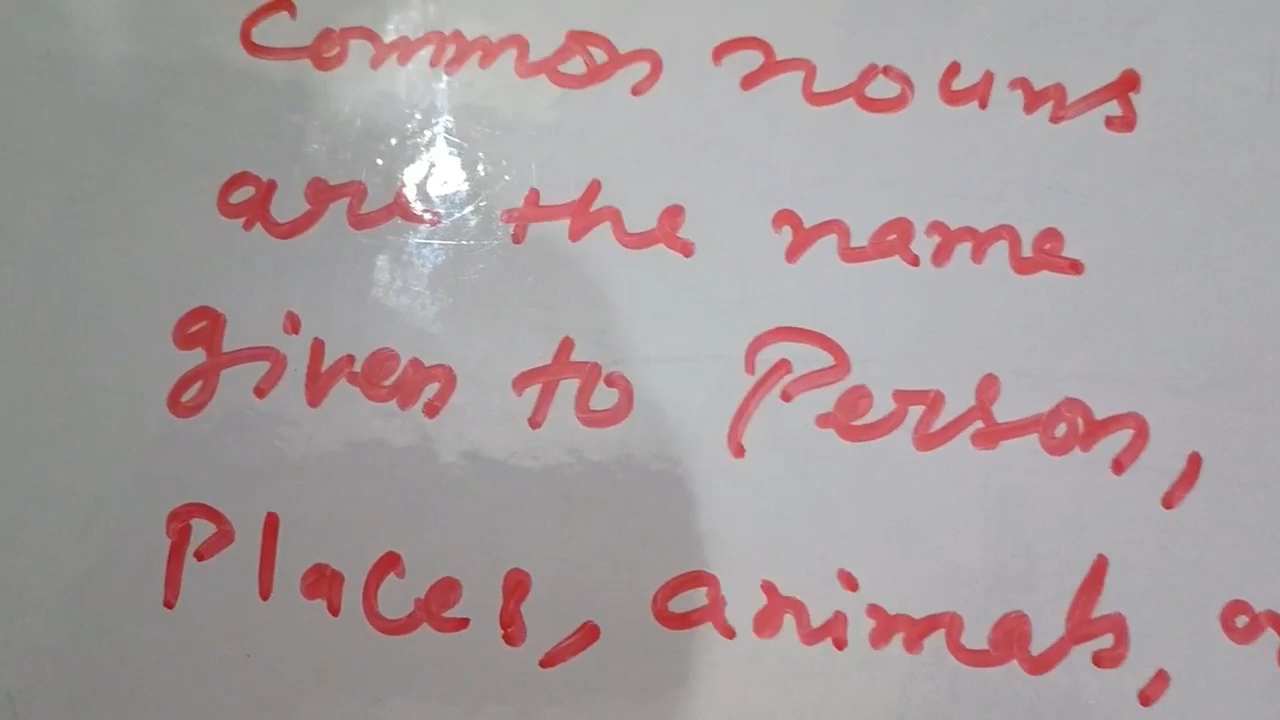 Common nouns
are the name
given to Person,
Places, animals,